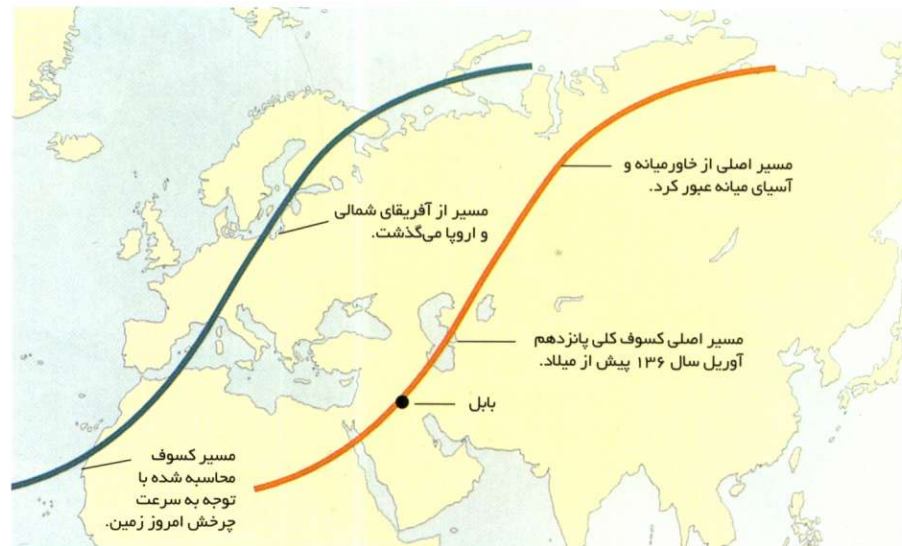 مسیر اصلی از خاورمیانه و
آسیای میانه عبور کرد.
مسیر از آفریقای شمالی
و اروپا می‌گذشت.
مسیر اصلی کسوف کلی پانزدهم
آوریل سال ۱۳۶ پیش از میلاد.
بابل
مسیر کسوف
محاسبه شده با
توجه به سرعت
چرخش امروز زمین.